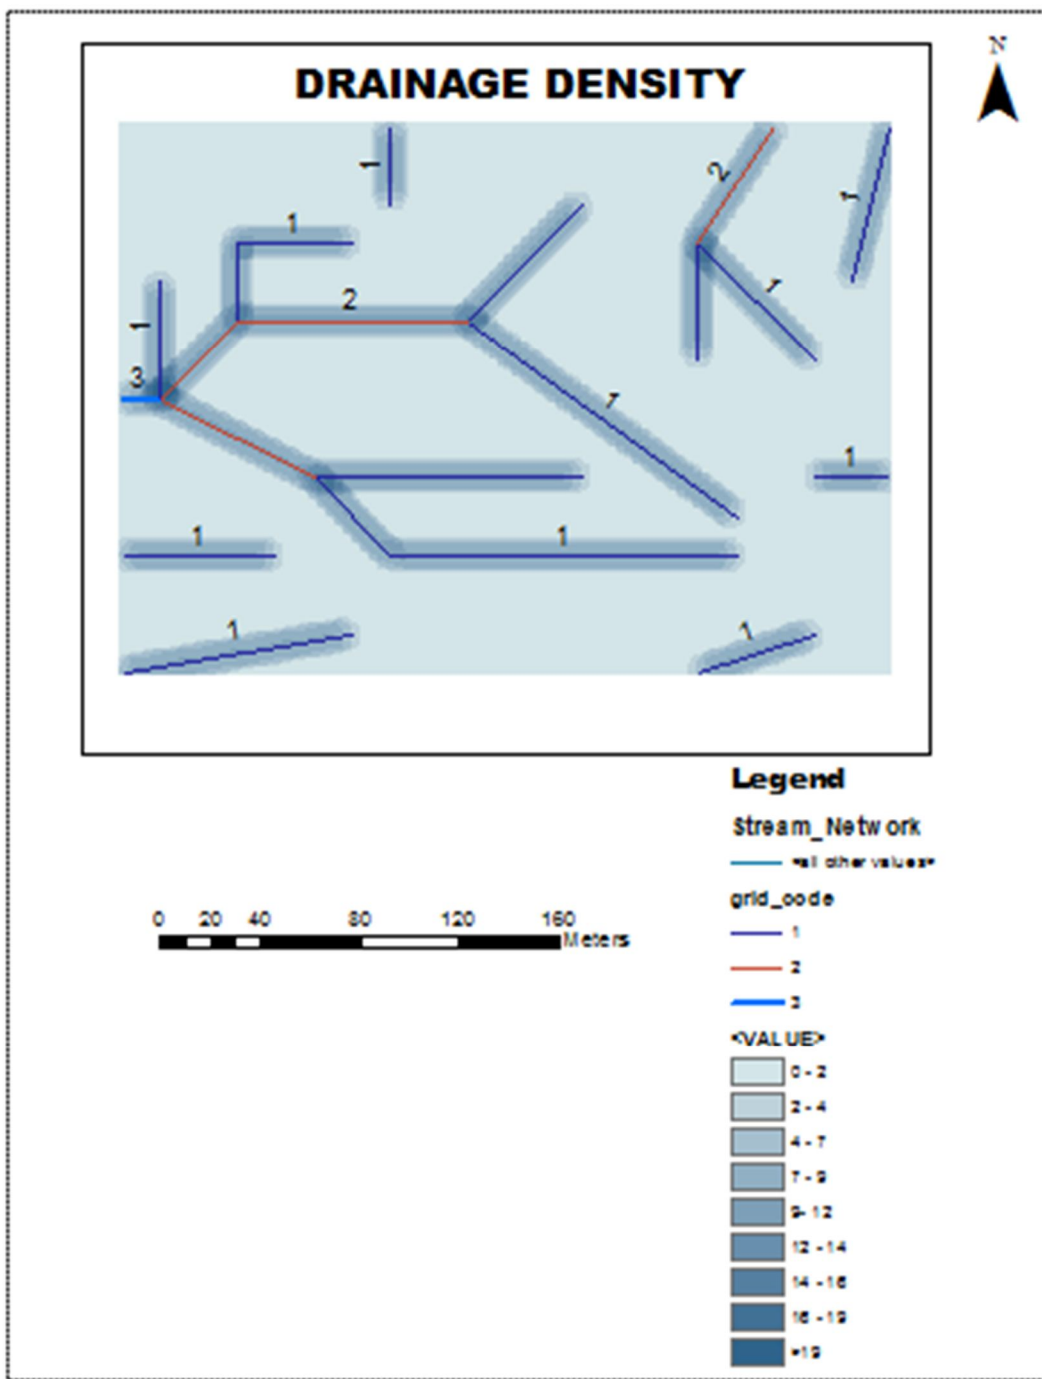 N
DRAINAGE DENSITY
1
2
1
1
2
1
1
3
1
1
1
1
1
1
Legend
Stream_Network
<all other values>
grid_code
0 20 40 80 120 160
Meters
1
2
3
<VALUE>
0 - 2
2 - 4
4 - 7
7 - 9
9- 12
12 - 14
14 - 16
16 - 19